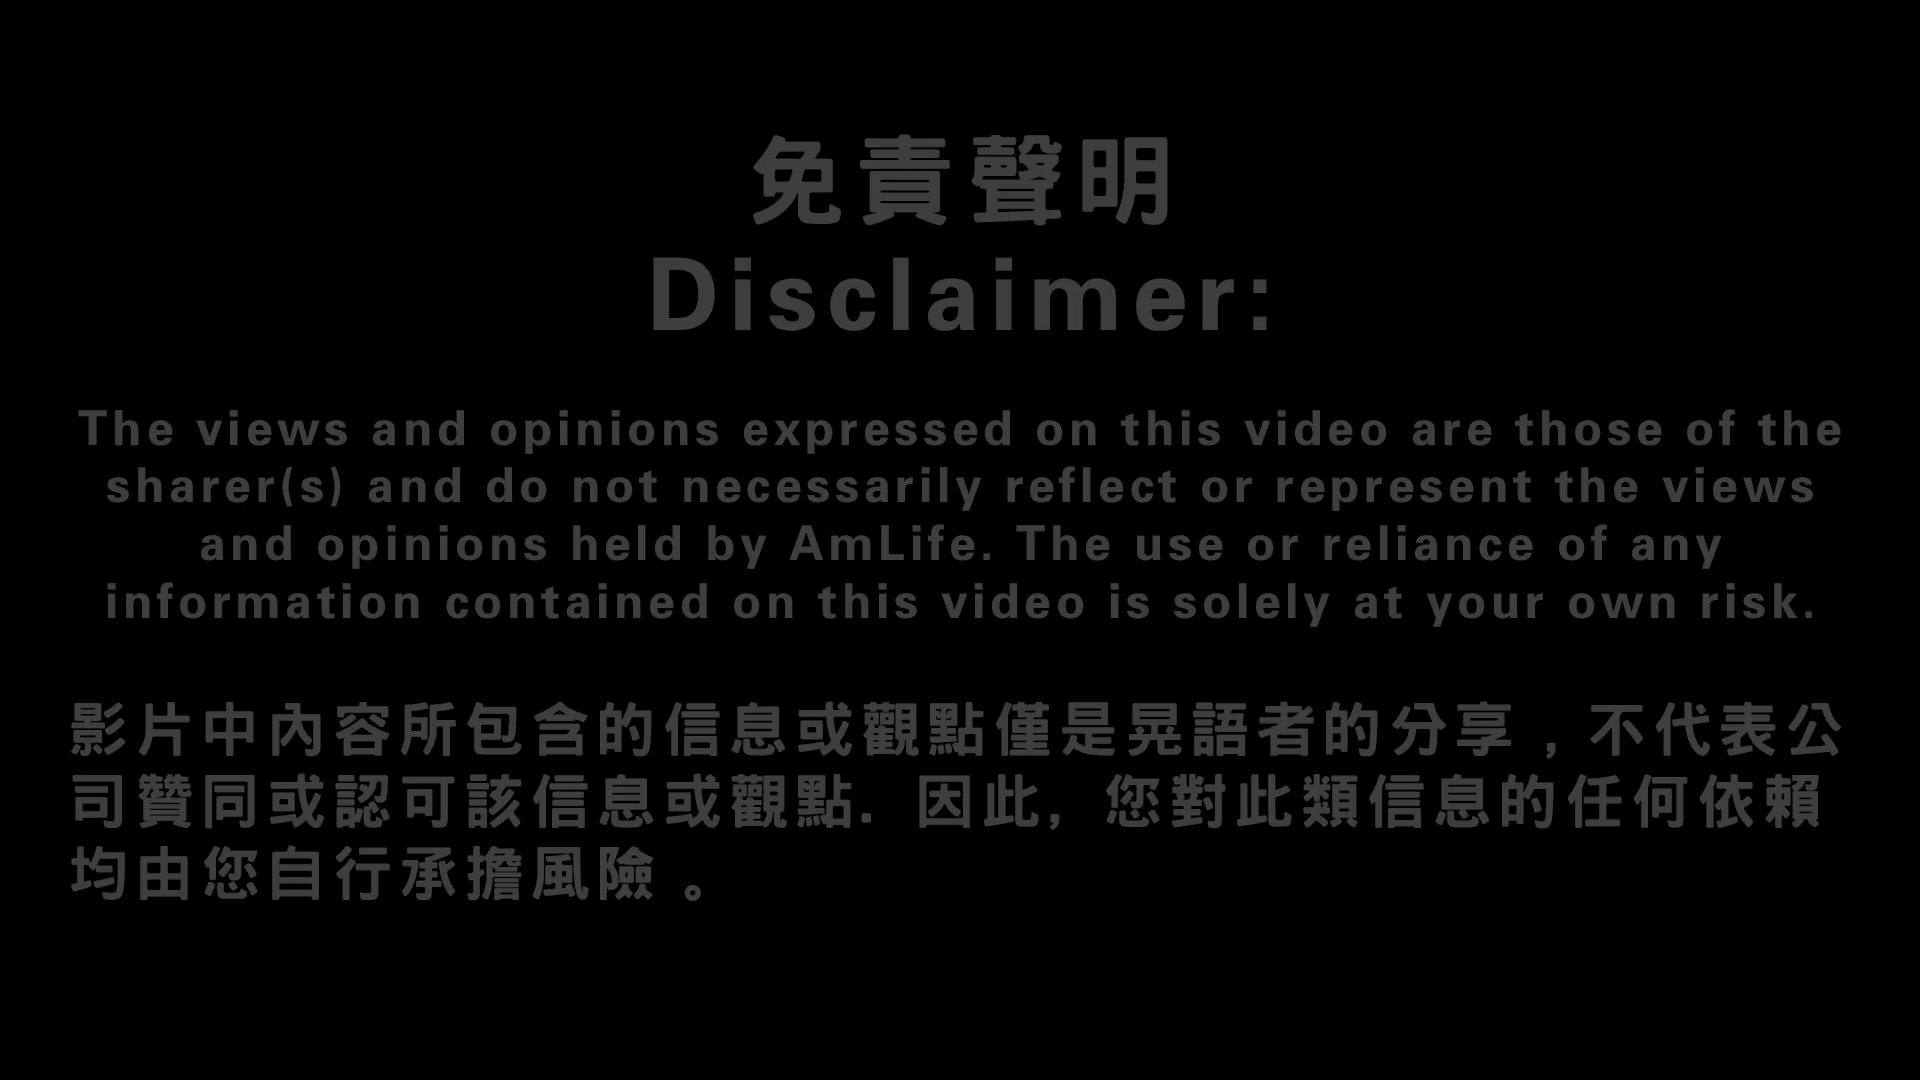 免責聲明
Disclaimer:
The views and opinions expressed on this video are those of the
sharer(s) and do not necessarily reflect or represent the views
and opinions held by AmLife. The use or reliance of any
information contained on this video is solely at your own risk.
影片中內容所包含的信息或觀點僅是晃語者的分享，不代表公
司贊同或認可該信息或觀點. 因此, 您對此類信息的任何依賴
均由您自行承擔風險。